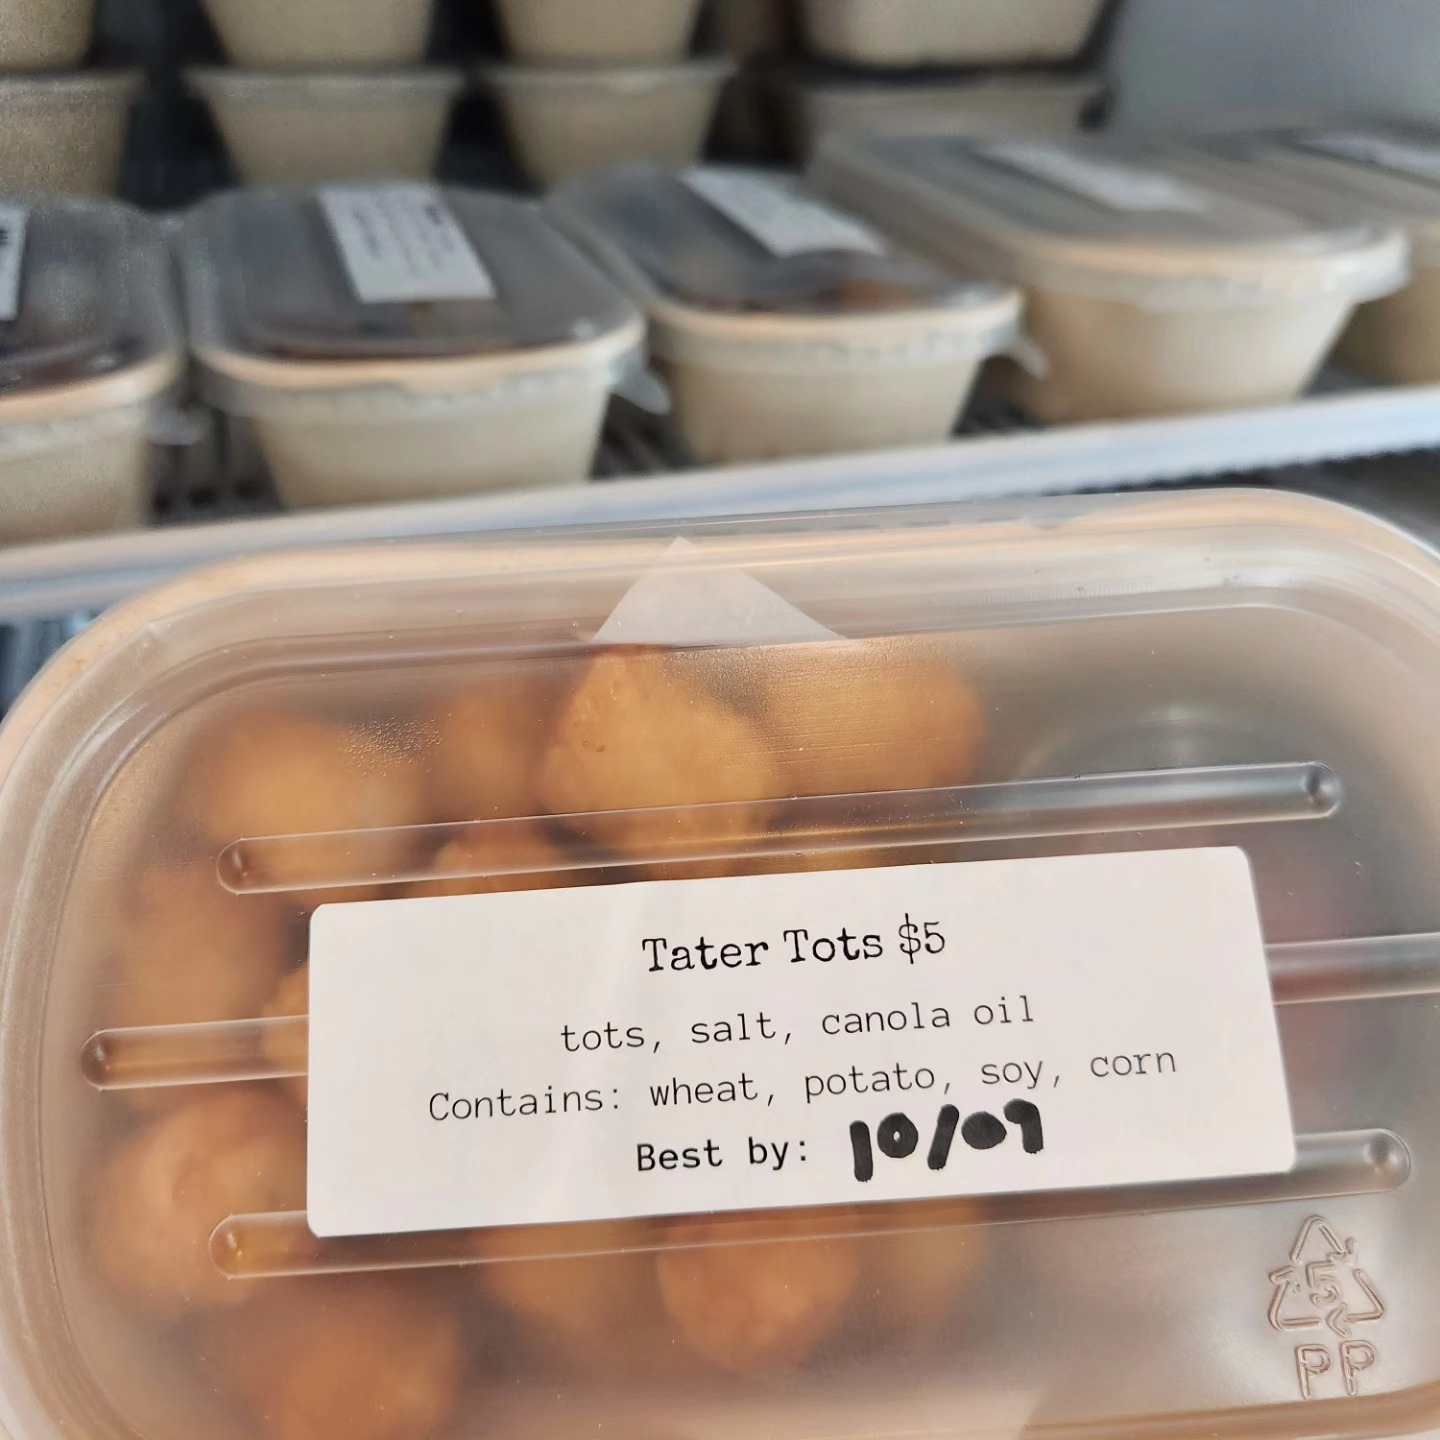 Tater Tots $5
tots, salt, canola oil
Contains: wheat, potato, soy, corn
Best by: 10/09
5
PP